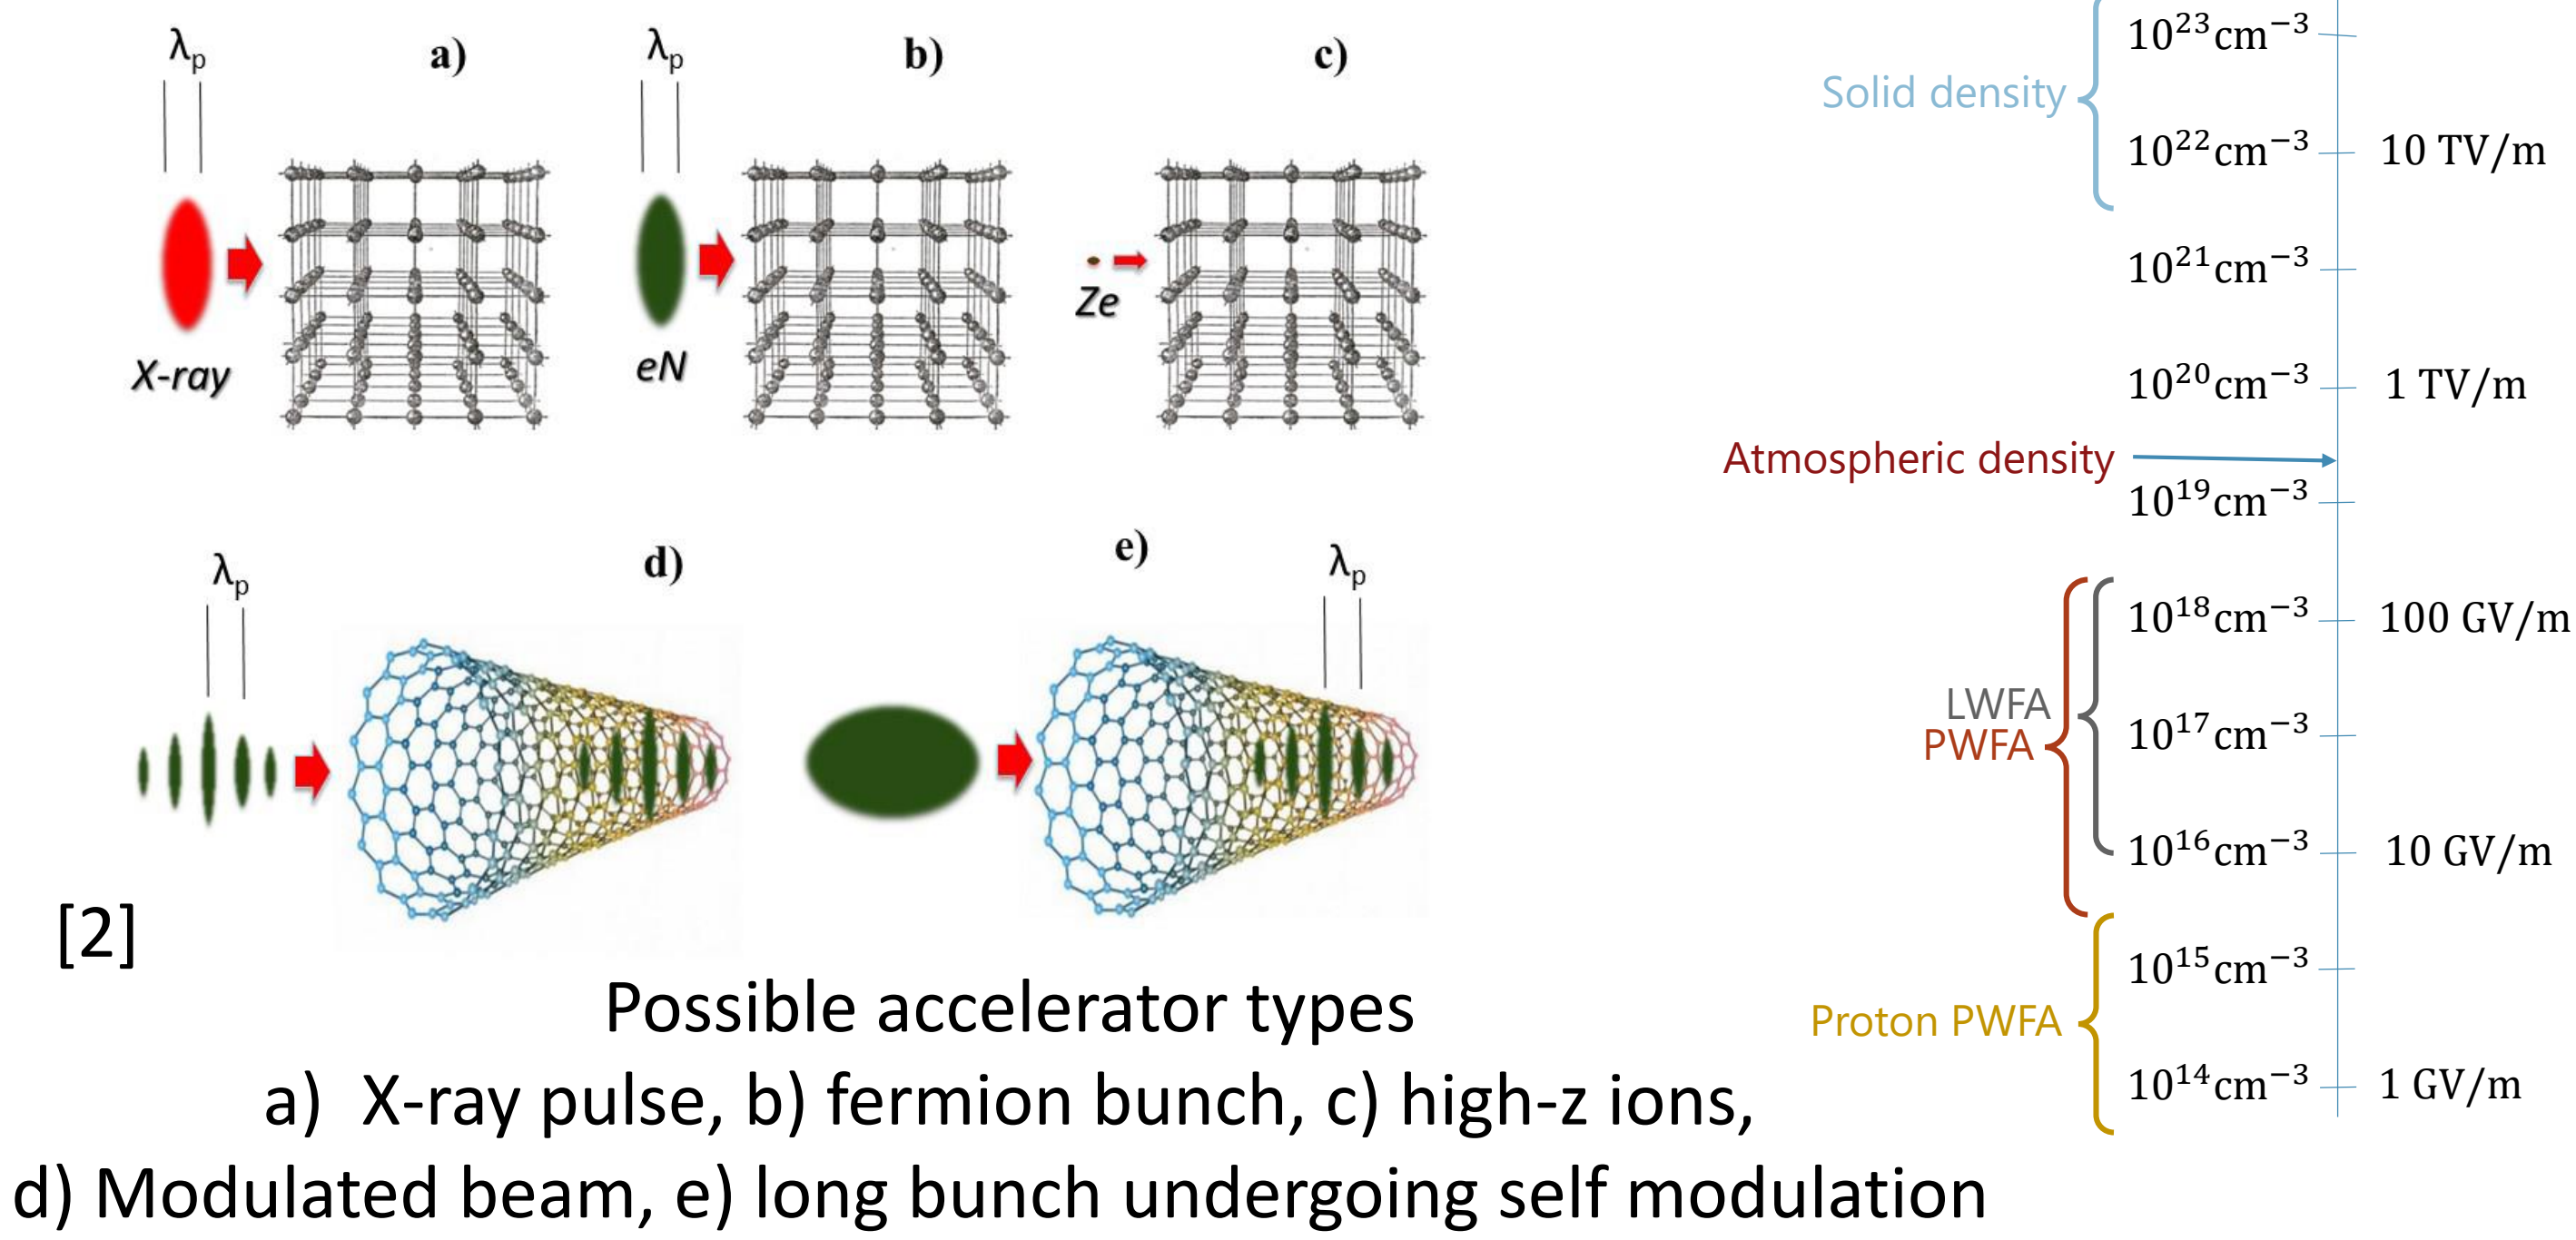 λp
a)
λp
b)
c)
X-ray
eN
Ze
λp
d)
e)
λp
[2]
Possible accelerator types
a) X-ray pulse, b) fermion bunch, c) high-z ions,
d) Modulated beam, e) long bunch undergoing self modulation
10²³cm⁻³
Solid density
10²²cm⁻³ 10 TV/m
10²¹cm⁻³
10²⁰cm⁻³ 1 TV/m
Atmospheric density
10¹⁹cm⁻³
10¹⁸cm⁻³ 100 GV/m
LWFA
10¹⁷cm⁻³
PWFA
10¹⁶cm⁻³ 10 GV/m
10¹⁵cm⁻³
Proton PWFA
10¹⁴cm⁻³ 1 GV/m